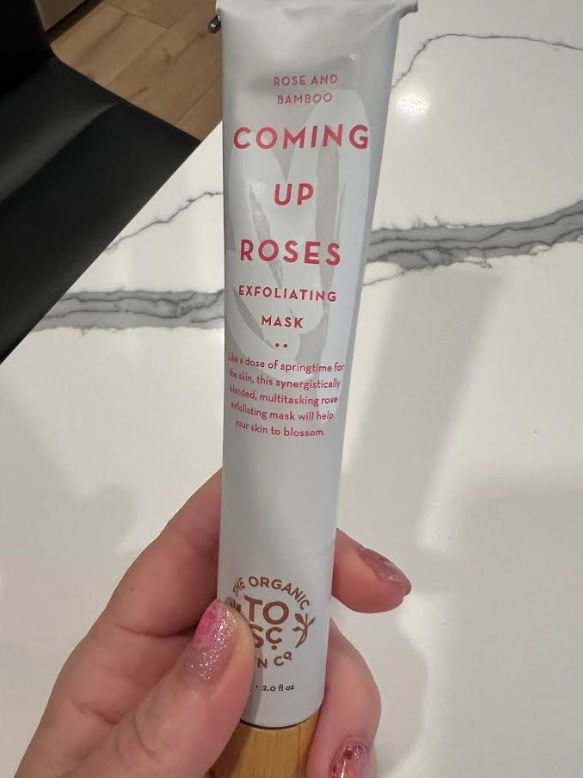 ROSE AND
BAMBOO
COMING
UP
ROSES
EXFOLIATING
MASK
Like a dose of springtime for
the skin, this synergistically
blended, multitasking rose
exfoliating mask will help
your skin to blossom.
THE ORGANIC
TO
SC
N Co.
2.0 fl oz